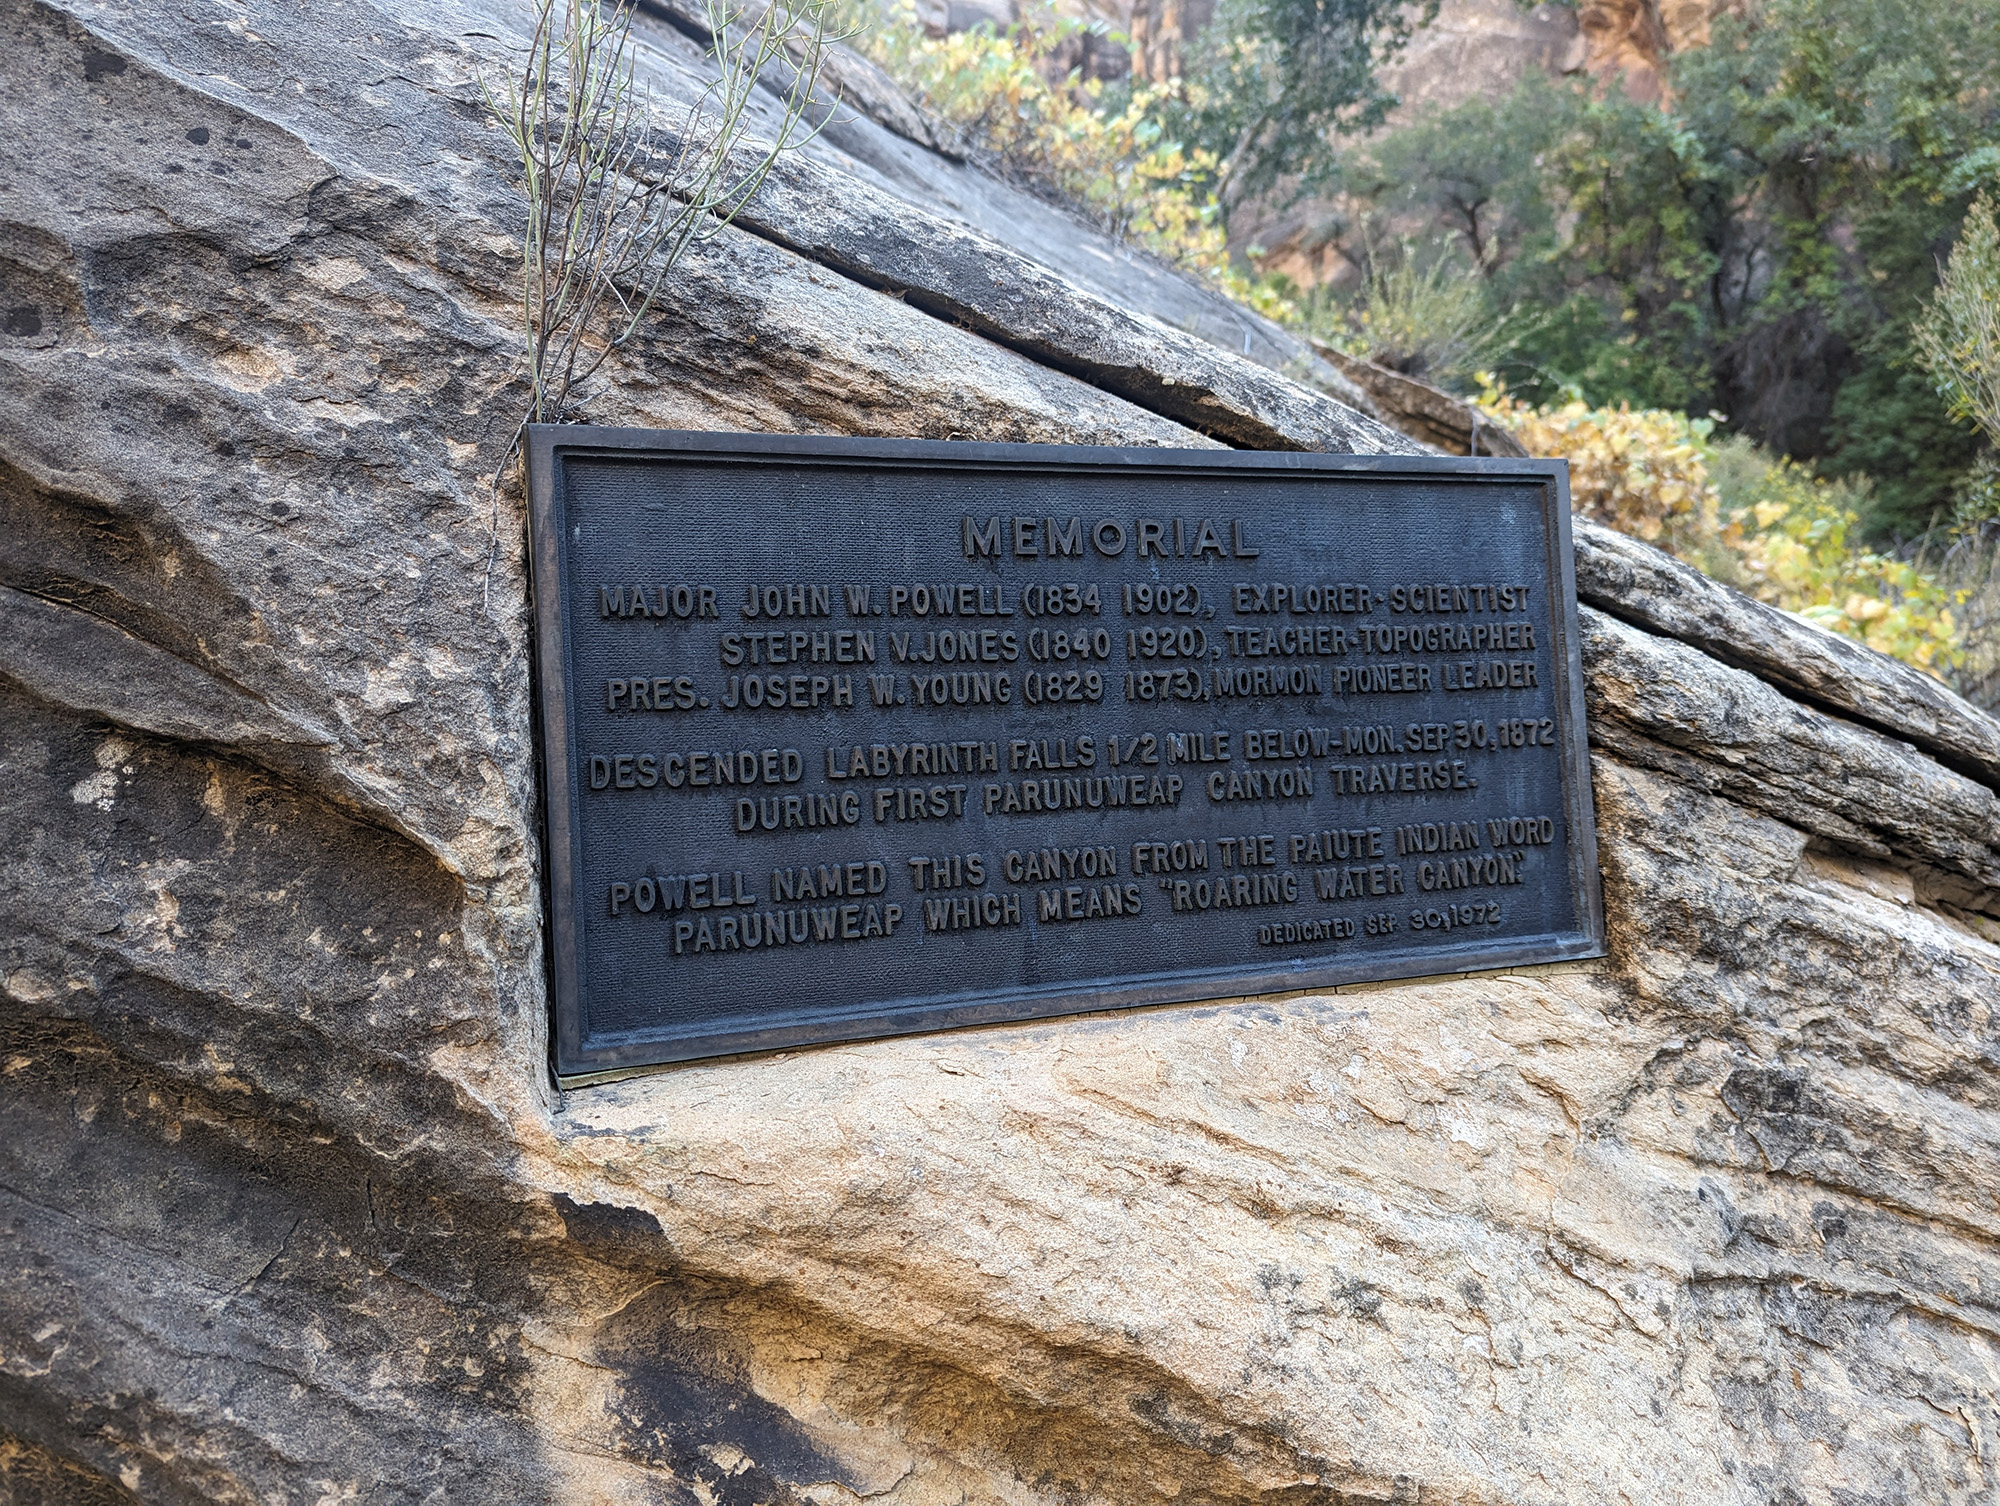 MEMORIAL
MAJOR JOHN W. POWELL (1834 1902), EXPLORER-SCIENTIST
STEPHEN V. JONES (1840 1920), TEACHER-TOPOGRAPHER
PRES. JOSEPH W. YOUNG (1829 1873), MORMON PIONEER LEADER
DESCENDED LABYRINTH FALLS 1/2 MILE BELOW-MON. SEP 30, 1872
DURING FIRST PARUNUWEAP CANYON TRAVERSE.
POWELL NAMED THIS CANYON FROM THE PAIUTE INDIAN WORD
PARUNUWEAP WHICH MEANS "ROARING WATER CANYON."
DEDICATED SEP 30, 1972